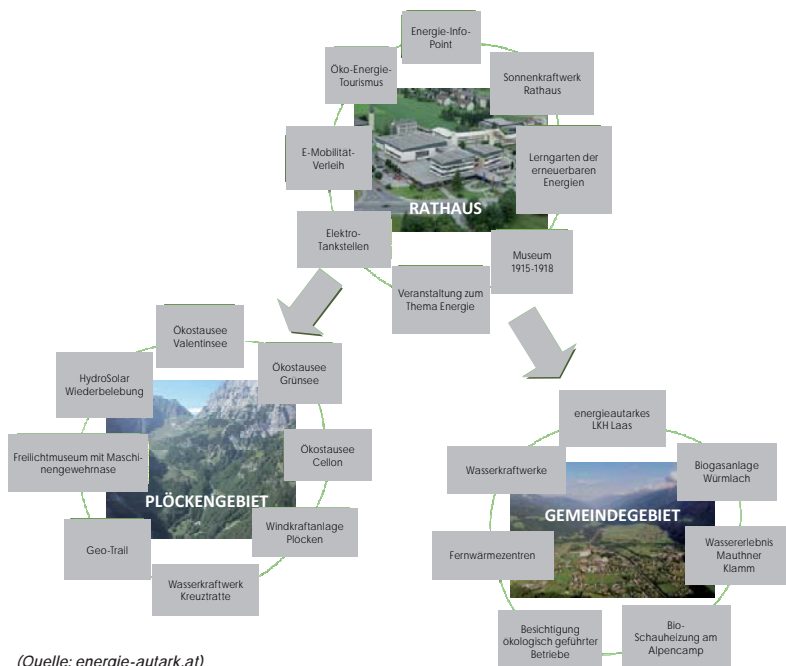 Energie-Info-
Point
Öko-Energie-
Tourismus
Sonnenkraftwerk
Rathaus
E-Mobilität-
Verleih
Lerngarten der
erneuerbaren
Energien
RATHAUS
Elektro-
Tankstellen
Museum
1915-1918
Veranstaltung zum
Thema Energie
Ökostausee
Valentinsee
Ökostausee
Grünsee
HydroSolar
Wiederbelebung
Ökostausee
Cellon
Freilichtmuseum mit Maschi-
nengewehrnase
PLÖCKENGEBIET
Windkraftanlage
Plöcken
Geo-Trail
Wasserkraftwerk
Kreuztratte
energieautarkes
LKH Laas
Wasserkraftwerke
Biogasanlage
Würmlach
GEMEINDEGEBIET
Fernwärmezentren
Wassererlebnis
Mauthner
Klamm
Besichtigung
ökologisch geführter
Betriebe
Bio-
Schauheizung am
Alpencamp
(Quelle: energie-autark.at)